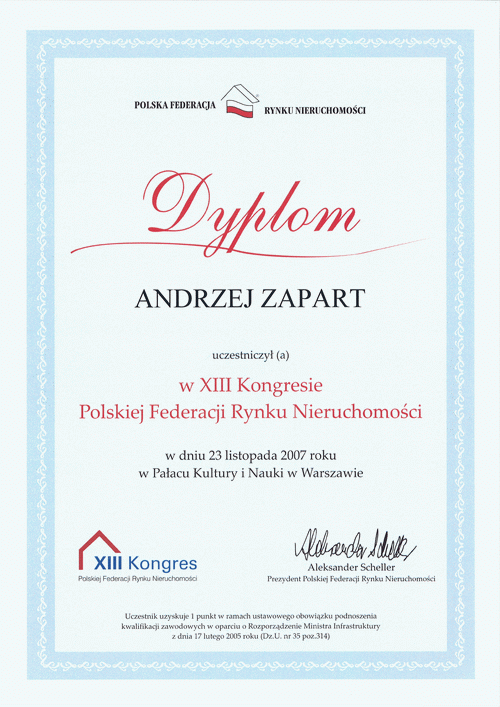 POLSKA FEDERACJA RYNKU NIERUCHOMOŚCI
Dyplom
ANDRZEJ ZAPART
uczestniczył (a)
w XIII Kongresie
Polskiej Federacji Rynku Nieruchomości
w dniu 23 listopada 2007 roku
w Pałacu Kultury i Nauki w Warszawie
XIII Kongres
Polskiej Federacji Rynku Nieruchomości
Aleksander Scheller
Aleksander Scheller
Prezydent Polskiej Federacji Rynku Nieruchomości
Uczestnik uzyskuje 1 punkt w ramach ustawowego obowiązku podnoszenia
kwalifikacji zawodowych w oparciu o Rozporządzenie Ministra Infrastruktury
z dnia 17 lutego 2005 roku (Dz.U. nr 35 poz.314)